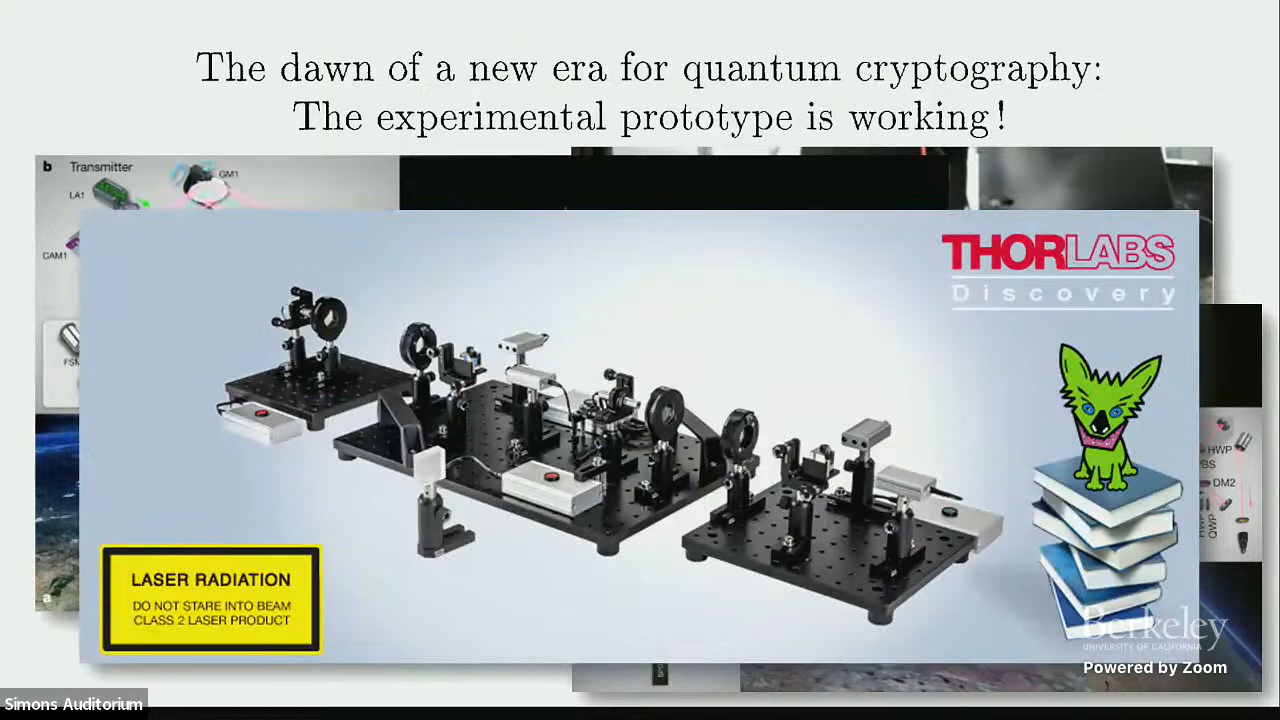 The dawn of a new era for quantum cryptography:
The experimental prototype is working!
b Transmitter
LA1
GM1
CAM1
THORLABS
Discovery
HWP
DM2
QWP
LASER RADIATION
DO NOT STARE INTO BEAM
CLASS 2 LASER PRODUCT
a
Berkeley
UNIVERSITY OF CALIFORNIA
Powered by Zoom
Simons Auditorium